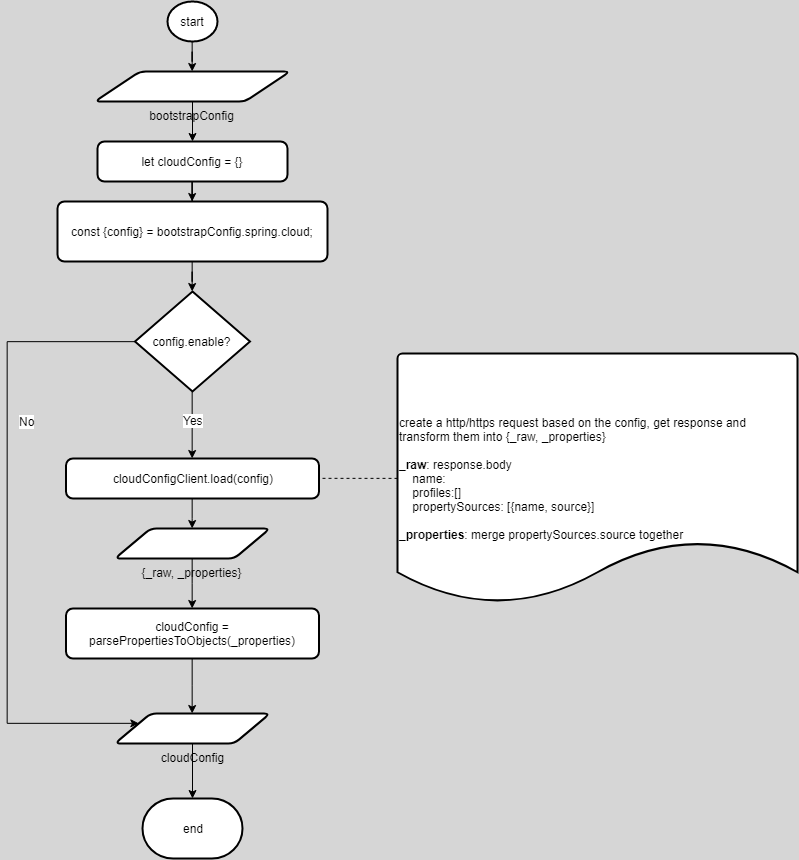 start
bootstrapConfig
let cloudConfig = {}
const {config} = bootstrapConfig.spring.cloud;
config.enable?
No
Yes
cloudConfigClient.load(config)
create a http/https request based on the config, get response and
transform them into {_raw, _properties}
_raw: response.body
name:
profiles:[]
propertySources: [{name, source}]
_properties: merge propertySources.source together
{_raw, _properties}
cloudConfig =
parsePropertiesToObjects(_properties)
cloudConfig
end